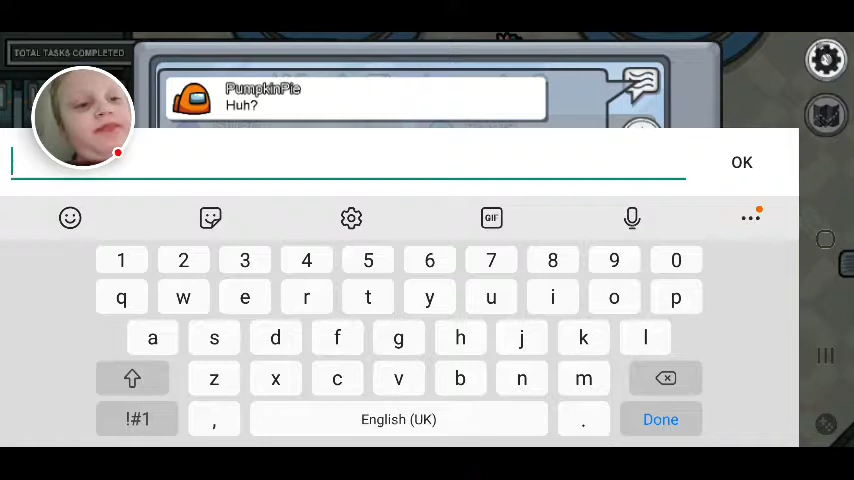 TOTAL TASKS COMPLETED
PumpkinPie
Huh?
OK
GIF
1 2 3 4 5 6 7 8 9 0
q w e r t y u i o p
a s d f g h j k l
z x c v b n m
!#1 , English (UK) . Done